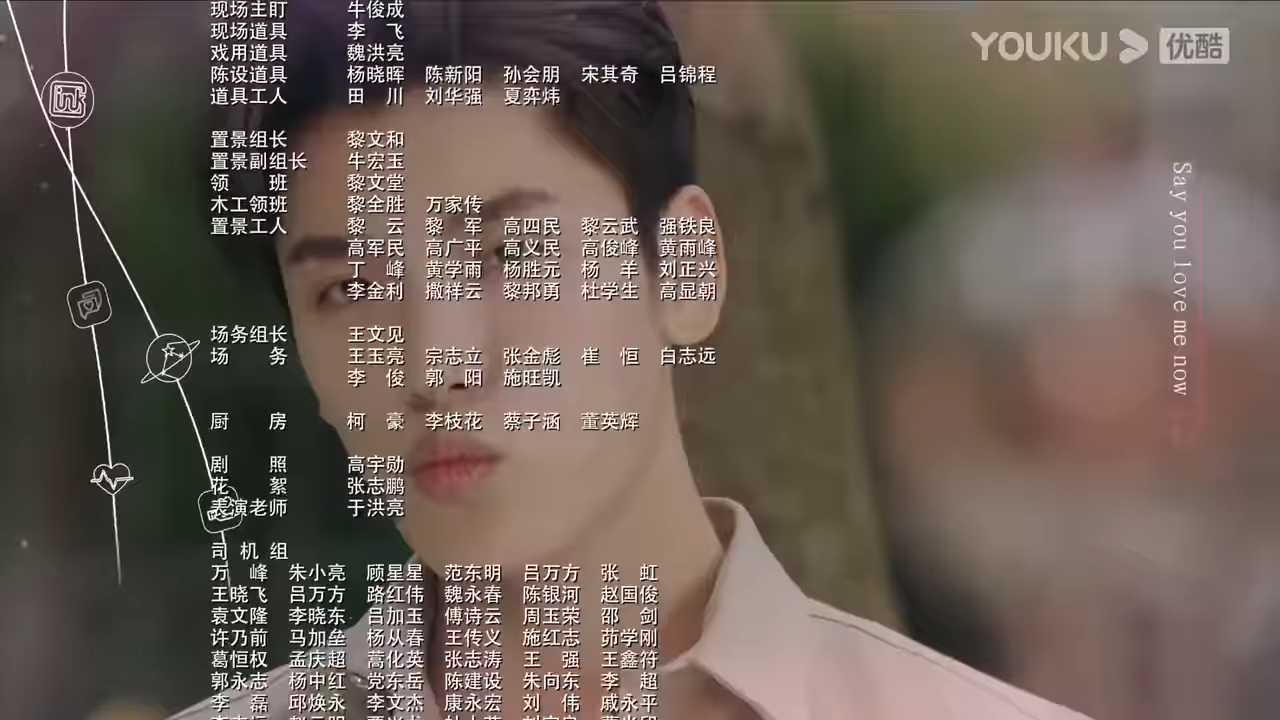 现场主盯 牛俊成
现场道具 李 飞
戏用道具 魏洪亮
陈设道具 杨晓晖 陈新阳 孙会朋 宋其奇 吕锦程
道具工人 田 川 刘华强 夏弈炜
置景组长 黎文和
置景副组长 牛宏玉
领 班 黎文堂
木工领班 黎全胜 万家传
置景工人 黎 云 黎 军 高四民 黎云武 强铁良
高军民 高广平 高义民 高俊峰 黄雨峰
丁 峰 黄学雨 杨胜元 杨 羊 刘正兴
李金利 撒祥云 黎邦勇 杜学生 高显朝
场务组长 王文见
场 务 王玉亮 宗志立 张金彪 崔 恒 白志远
李 俊 郭 阳 施旺凯
厨 房 柯 豪 李枝花 蔡子涵 董英辉
剧 照 高宇勋
花 絮 张志鹏
表演老师 于洪亮
司 机 组
万 峰 朱小亮 顾星星 范东明 吕万方 张 虹
王晓飞 吕万方 路红伟 魏永春 陈银河 赵国俊
袁文隆 李晓东 吕加玉 傅诗云 周玉荣 邵 剑
许乃前 马加垒 杨从春 王传义 施红志 茆学刚
葛恒权 孟庆超 蒿化英 张志涛 王 强 王鑫符
郭永志 杨中红 党东岳 陈建设 朱向东 李 超
李 磊 邱焕永 李文杰 康永宏 刘 伟 戚永平
YOUKU 优酷
Say you love me now